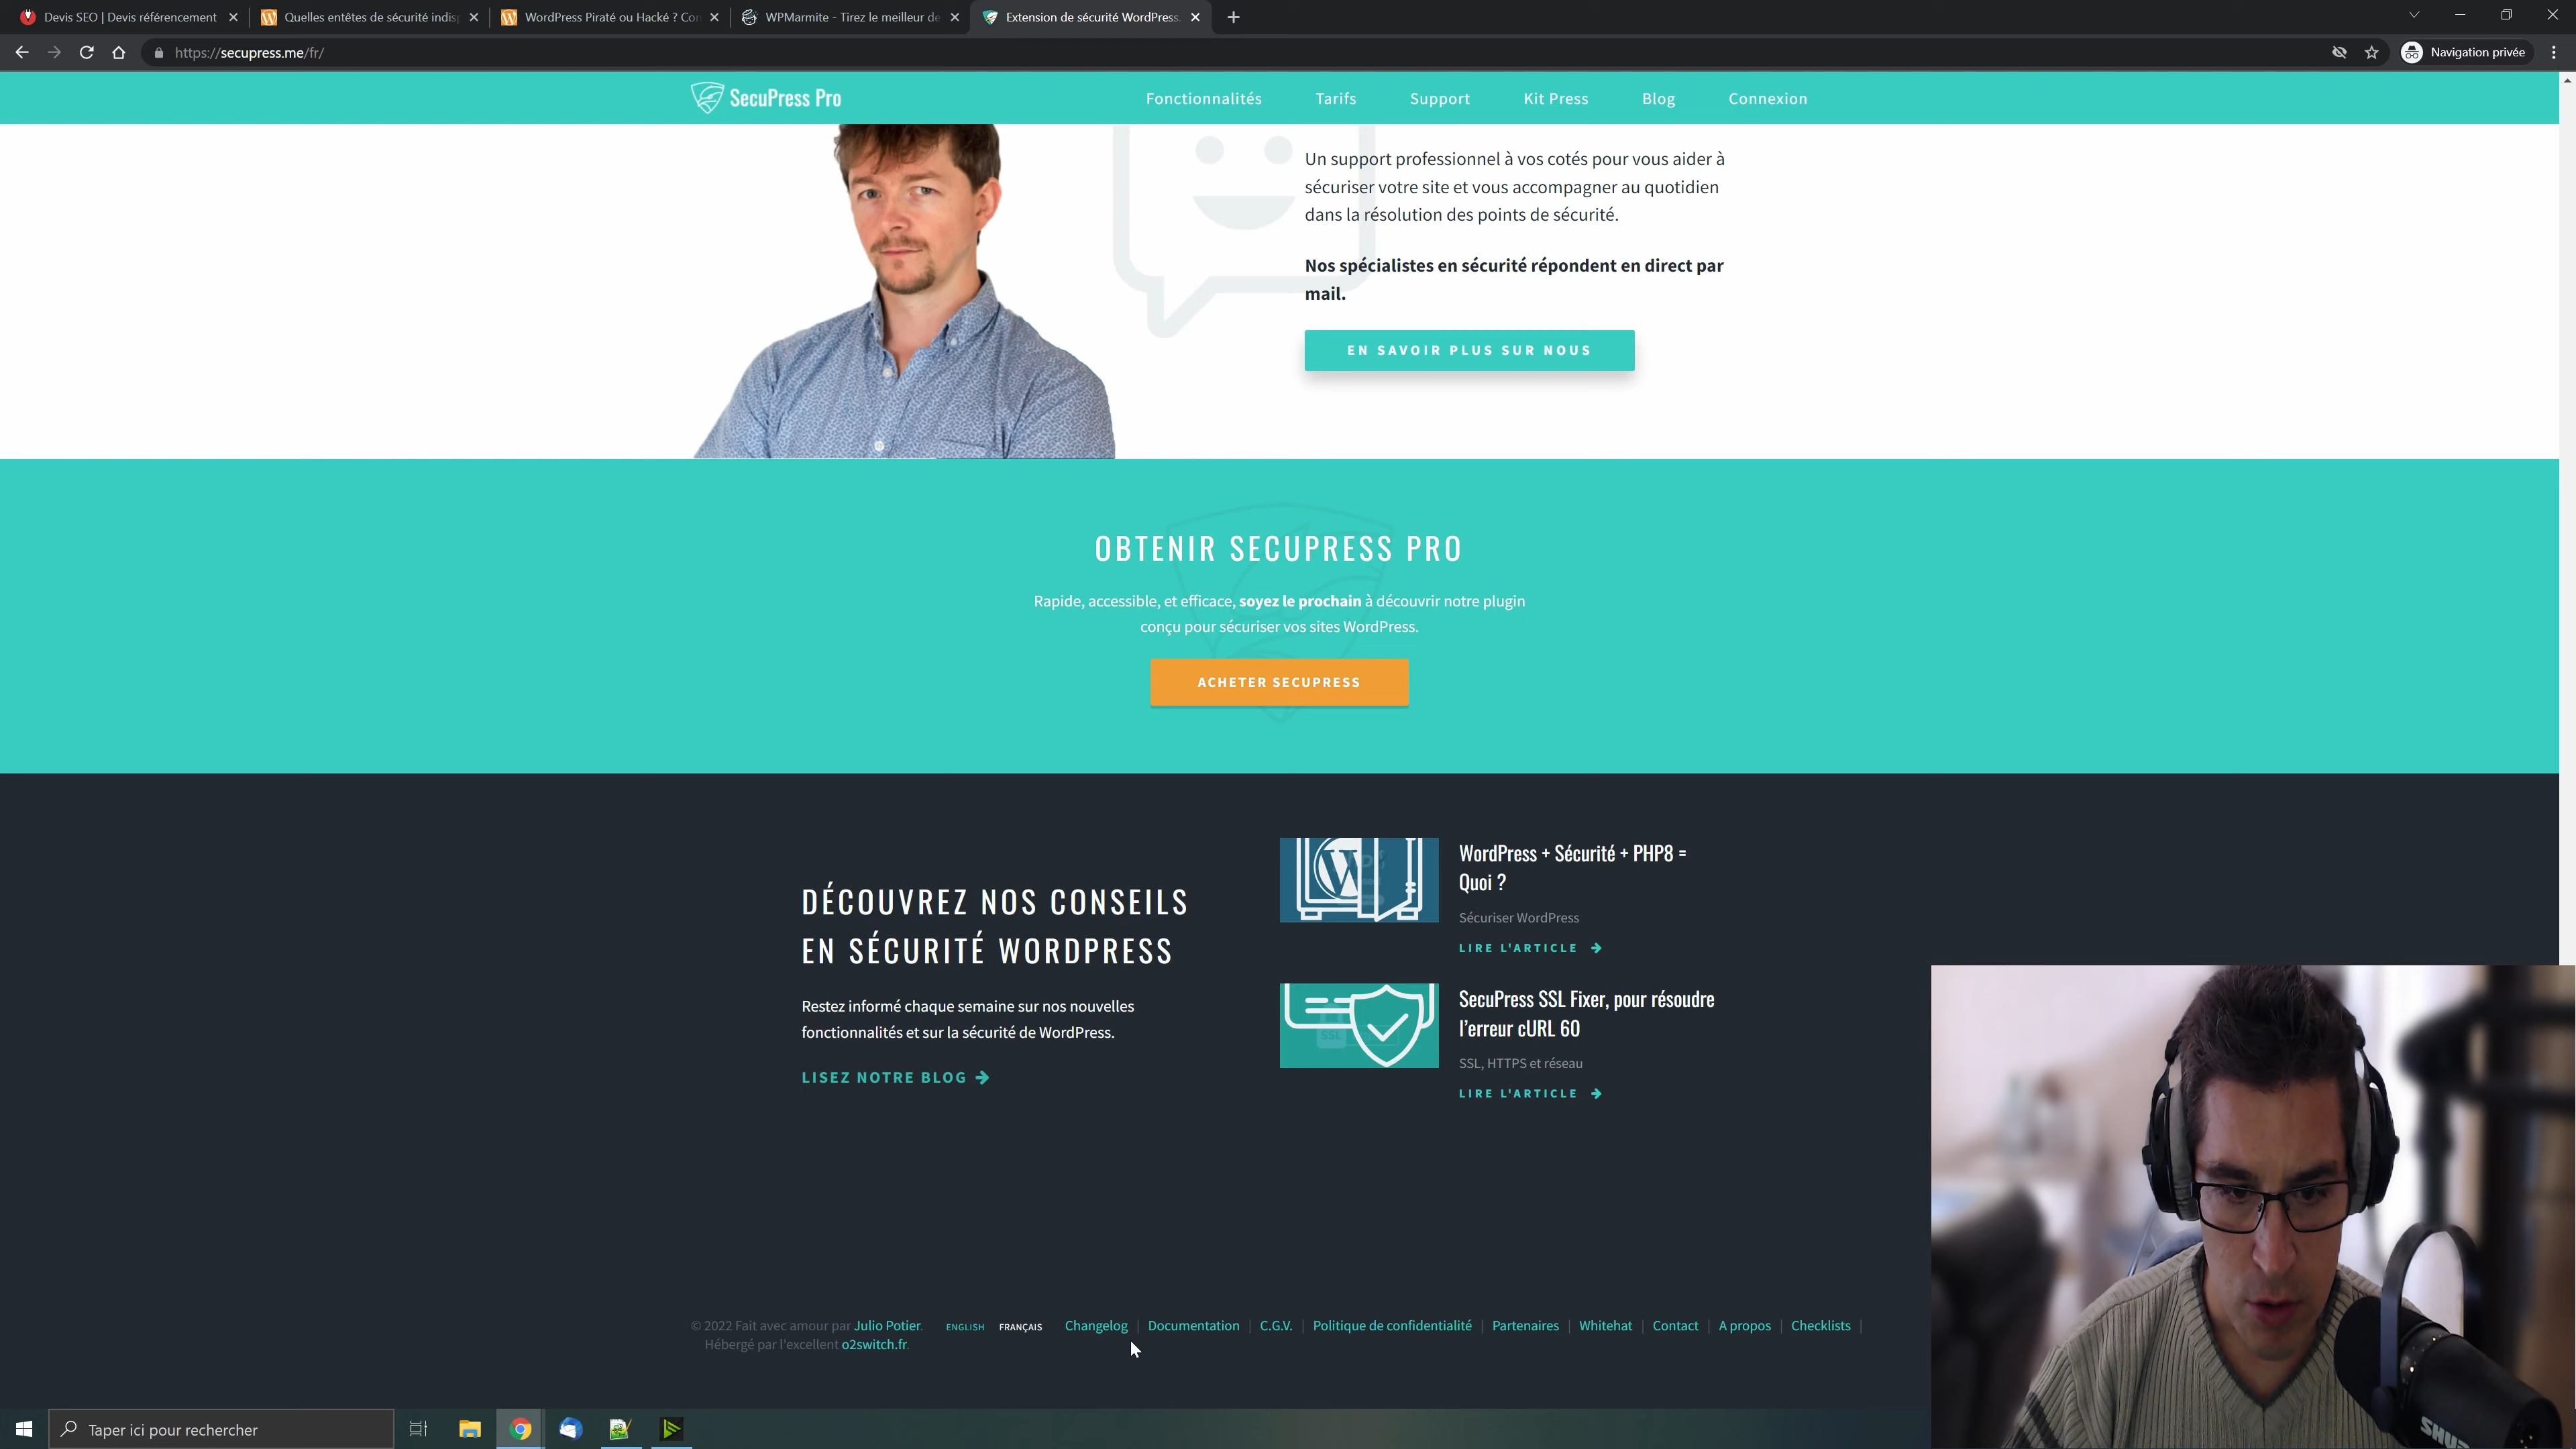 Devis SEO | Devis référencement
Quelles entêtes de sécurité indis
WordPress Piraté ou Hacké ? Con
WPMarmite - Tirez le meilleur de
Extension de sécurité WordPress
https://secupress.me/fr/
Navigation privée
SecuPress Pro
Fonctionnalités
Tarifs
Support
Kit Press
Blog
Connexion
Un support professionnel à vos cotés pour vous aider à
sécuriser votre site et vous accompagner au quotidien
dans la résolution des points de sécurité.
Nos spécialistes en sécurité répondent en direct par
mail.
EN SAVOIR PLUS SUR NOUS
OBTENIR SECUPRESS PRO
Rapide, accessible, et efficace, soyez le prochain à découvrir notre plugin
conçu pour sécuriser vos sites WordPress.
ACHETER SECUPRESS
DÉCOUVREZ NOS CONSEILS
EN SÉCURITÉ WORDPRESS
Restez informé chaque semaine sur nos nouvelles
fonctionnalités et sur la sécurité de WordPress.
LISEZ NOTRE BLOG
WordPress + Sécurité + PHP8 =
Quoi ?
Sécuriser WordPress
LIRE L'ARTICLE
SSL
SecuPress SSL Fixer, pour résoudre
l'erreur cURL 60
SSL, HTTPS et réseau
LIRE L'ARTICLE
© 2022 Fait avec amour par Julio Potier.
Hébergé par l'excellent o2switch.fr.
ENGLISH
FRANÇAIS
Changelog | Documentation | C.G.V. | Politique de confidentialité | Partenaires | Whitehat | Contact | A propos | Checklists |
Taper ici pour rechercher